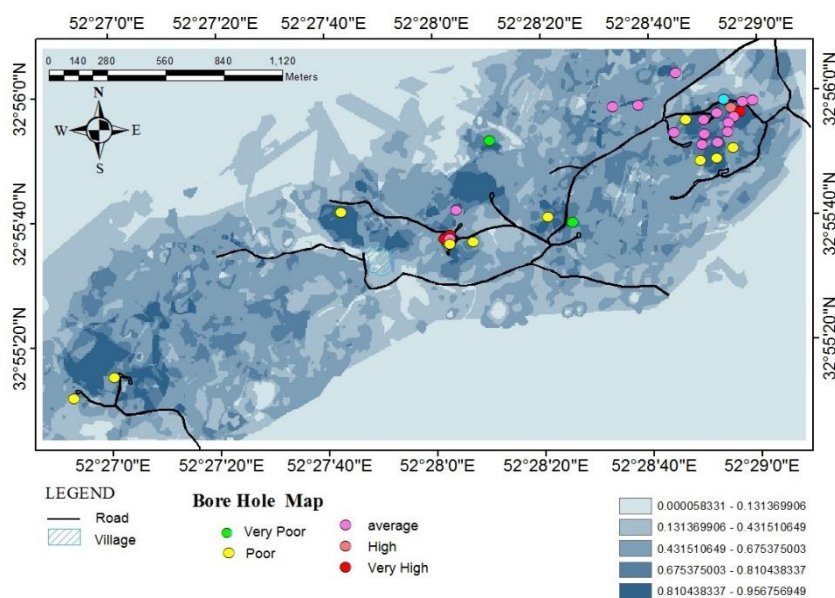 52°27'0"E 52°27'20"E 52°27'40"E 52°28'0"E 52°28'20"E 52°28'40"E 52°29'0"E
0 140 280 560 840 1,120
Meters
N
W E
S
32°56'0"N 32°56'0"N
32°55'40"N 32°55'40"N
32°55'20"N 32°55'20"N
52°27'0"E 52°27'20"E 52°27'40"E 52°28'0"E 52°28'20"E 52°28'40"E 52°29'0"E
LEGEND
Road
Village
Bore Hole Map
Very Poor
Poor
average
High
Very High
0.000058331 - 0.131369906
0.131369906 - 0.431510649
0.431510649 - 0.675375003
0.675375003 - 0.810438337
0.810438337 - 0.956756949